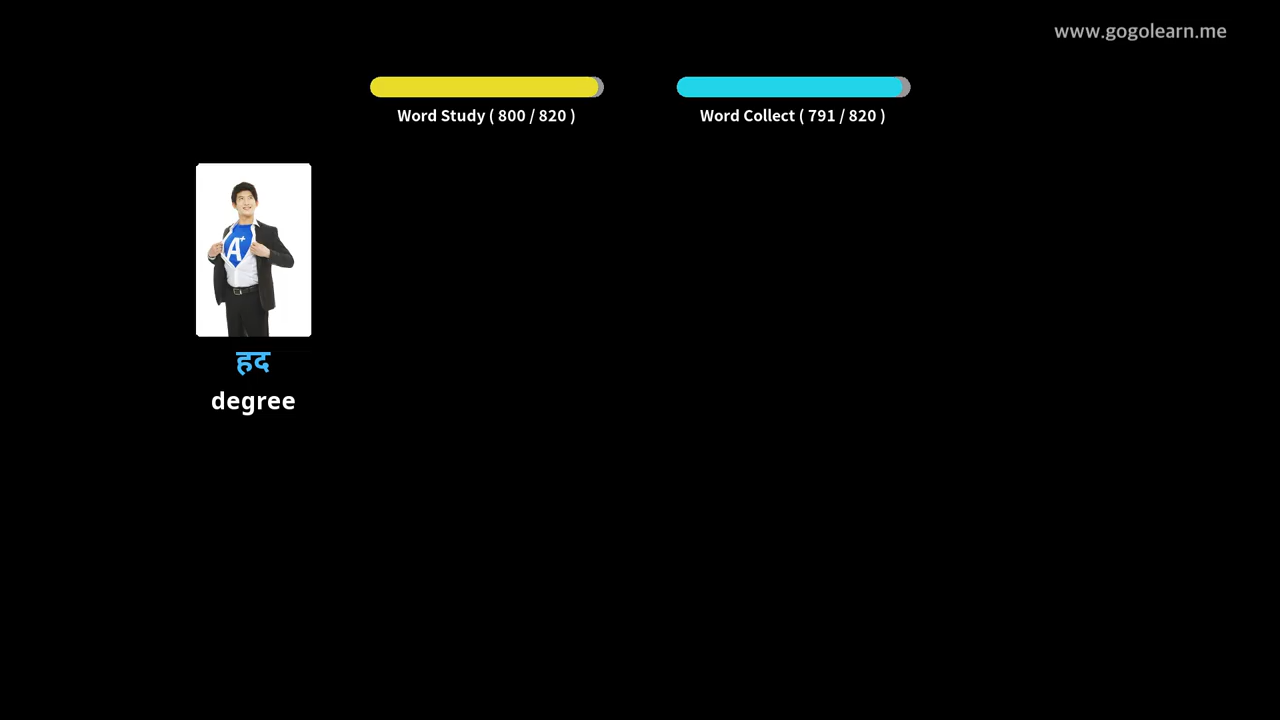 www.gogolearn.me
Word Study ( 800 / 820 )
Word Collect ( 791 / 820 )
A+
हद
degree